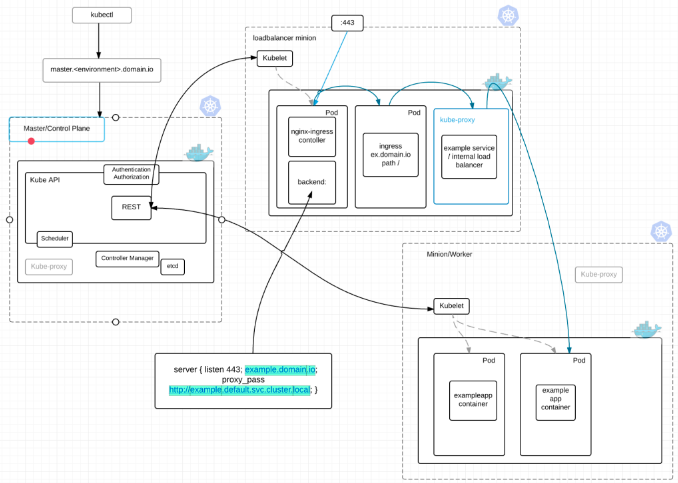 kubectl
master.<environment>.domain.io
Master/Control Plane
Kube API
Authentication
Authorization
REST
Scheduler
Controller Manager
Kube-proxy
etcd
:443
loadbalancer minion
Kubelet
Pod
nginx-ingress
contoller
backend:
Pod
ingress
ex.domain.io
path /
kube-proxy
example service
/ internal load
balancer
server { listen 443; example.domain.io;
proxy_pass
http://example.default.svc.cluster.local; }
Minion/Worker
Kube-proxy
Kubelet
Pod
exampleapp
container
Pod
example
app
container